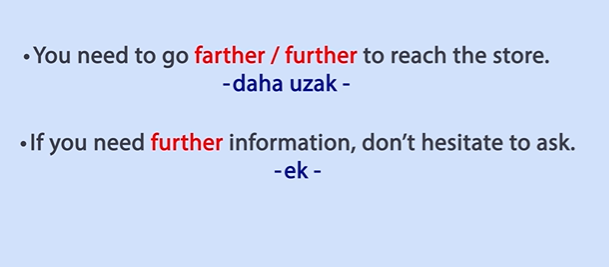 •You need to go farther / further to reach the store.
-daha uzak -
•If you need further information, don't hesitate to ask.
-ek -